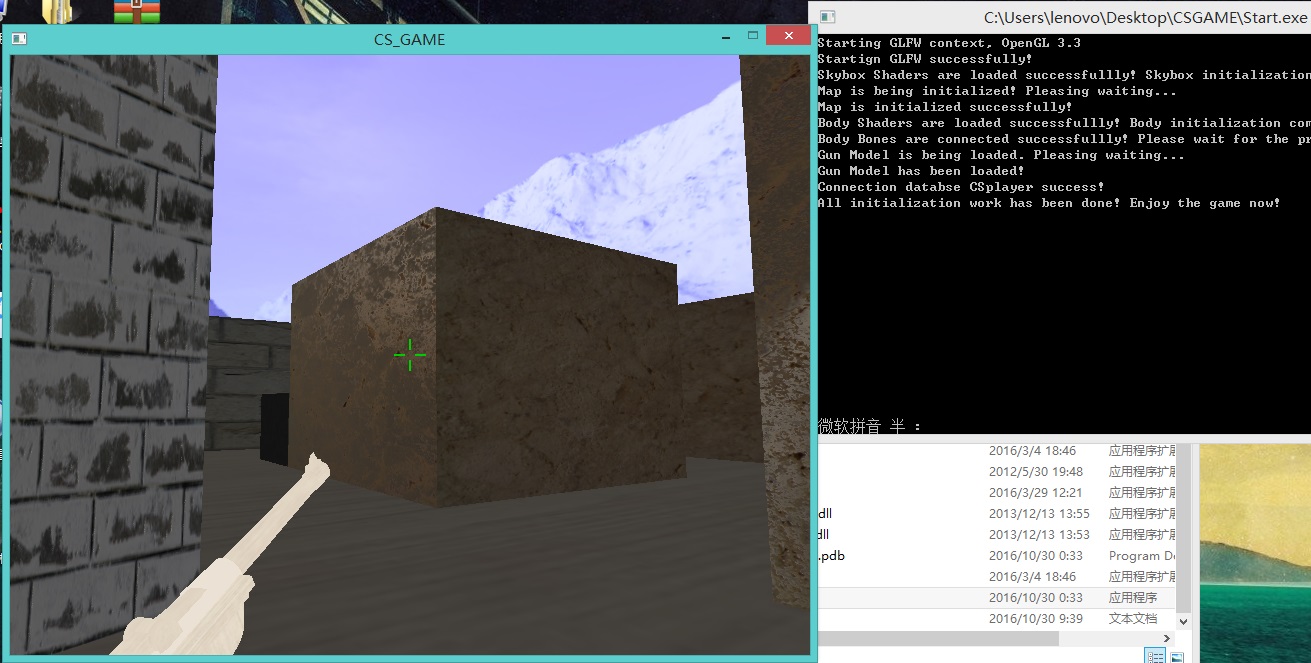 CS_GAME
C:\Users\lenovo\Desktop\CSGAME\Start.exe
Starting GLFW context, OpenGL 3.3
Startign GLFW successfully!
Skybox Shaders are loaded successfullly! Skybox initialization
Map is being initialized! Pleasing waiting...
Map is initialized successfully!
Body Shaders are loaded successfullly! Body initialization com
Body Bones are connected successfullly! Please wait for the pr
Gun Model is being loaded. Pleasing waiting...
Gun Model has been loaded!
Connection databse CSplayer success!
All initialization work has been done! Enjoy the game now!
微软拼音 半 :
2016/3/4 18:46 应用程序扩展
2012/5/30 19:48 应用程序扩展
2016/3/29 12:21 应用程序扩展
dll 2013/12/13 13:55 应用程序扩展
dll 2013/12/13 13:53 应用程序扩展
.pdb 2016/10/30 0:33 Program De
2016/3/4 18:46 应用程序扩展
2016/10/30 0:33 应用程序
2016/10/30 9:39 文本文档